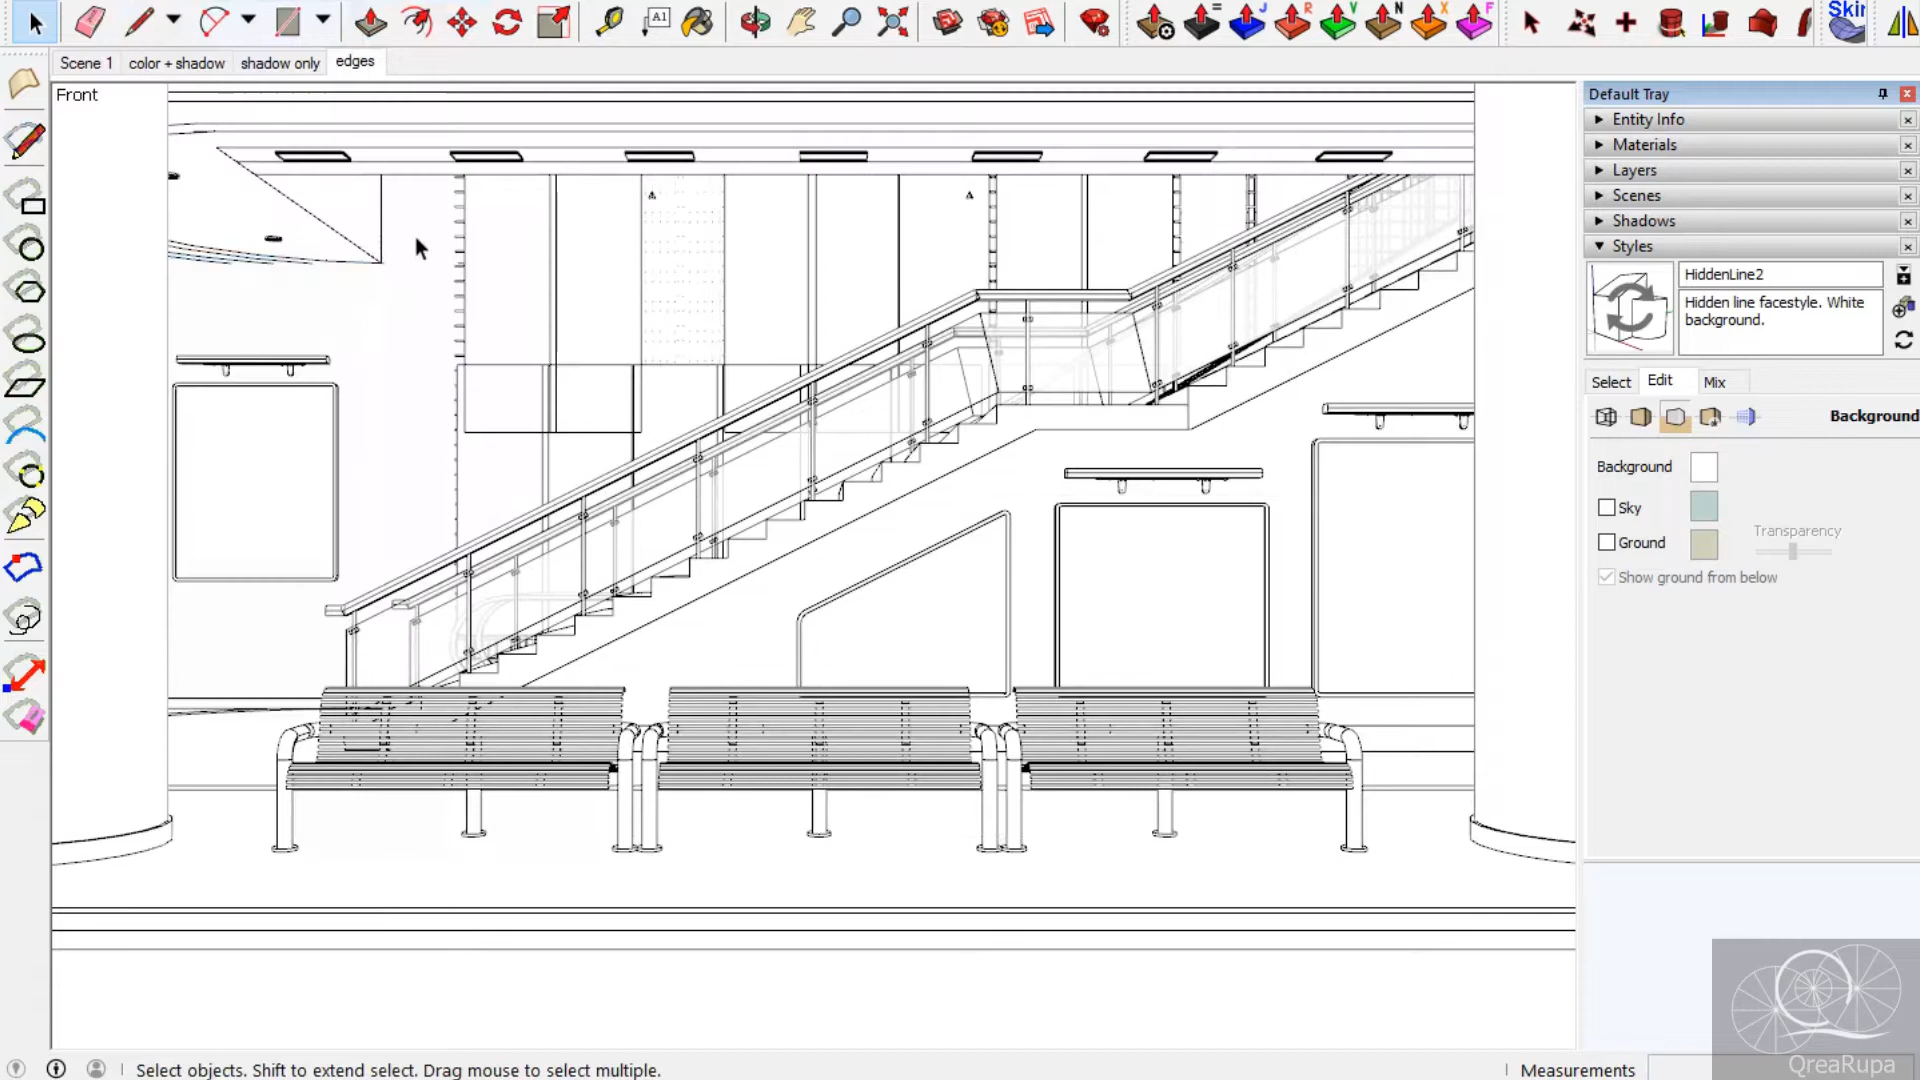 A1
=
J
R
V
N
X
F
Skir
Scene 1
color + shadow
shadow only
edges
Front
Default Tray
Entity Info
Materials
Layers
Scenes
Shadows
Styles
HiddenLine2
Hidden line facestyle. White
background.
Select
Edit
Mix
Background
Background
Sky
Transparency
Ground
Show ground from below
Select objects. Shift to extend select. Drag mouse to select multiple.
Measurements
QreaRupa